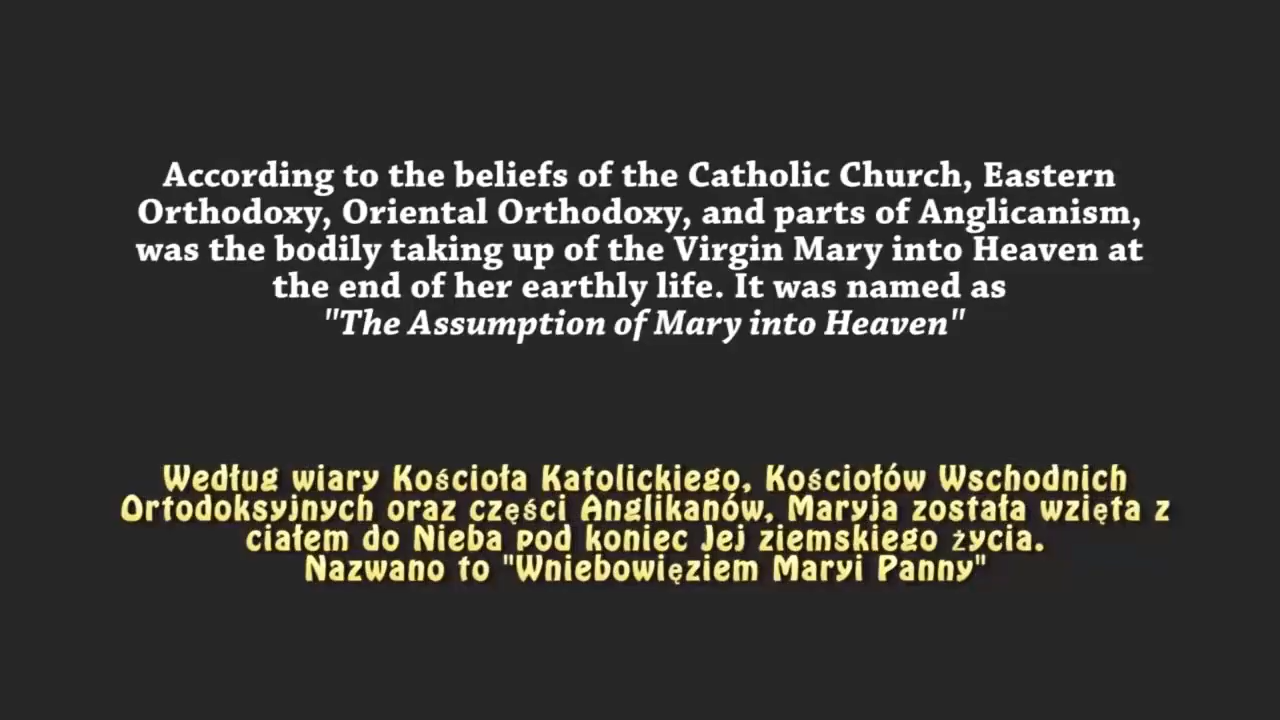 According to the beliefs of the Catholic Church, Eastern
Orthodoxy, Oriental Orthodoxy, and parts of Anglicanism,
was the bodily taking up of the Virgin Mary into Heaven at
the end of her earthly life. It was named as
"The Assumption of Mary into Heaven"
Według wiary Kościoła Katolickiego, Kościołów Wschodnich
Ortodoksyjnych oraz części Anglikanów, Maryja została wzięta z
ciałem do Nieba pod koniec Jej ziemskiego życia.
Nazwano to "Wniebowięziem Maryi Panny"